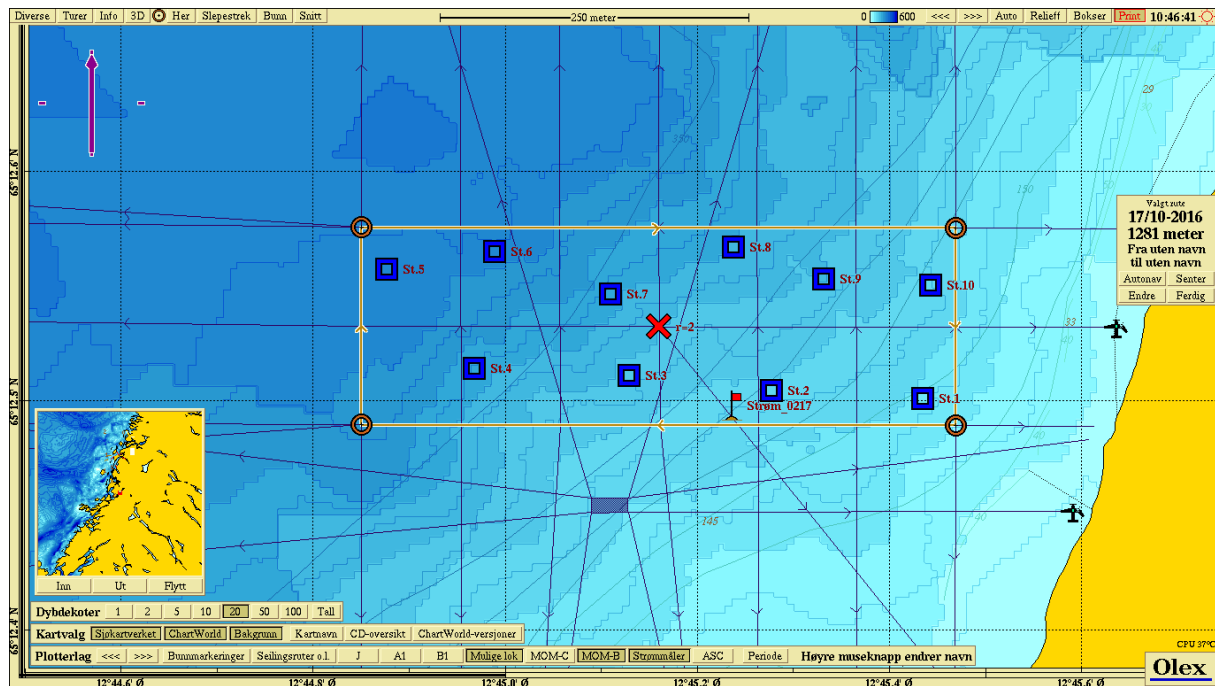 Diverse Turer Info 3D Her Slepestrek Bunn Snitt 250 meter 0 600 <<< >>> Auto Relieff Bokser Print 10:46:41
29
30
350
65°12.6' N
150
50
Valgt rute
17/10-2016
1281 meter
Fra uten navn
til uten navn
Autonav Senter
Endre Ferdig
St.8
St.6
St.5
St.9
St.10
St.7
r=2
33
40
St.4
St.3
St.2
St.1
65°12.5' N
Strøm_0217
40
145
40
Inn Ut Flytt
Dybdekoter 1 2 5 10 20 50 100 Tall
65°12.4' N
Kartvalg Sjøkartverket ChartWorld Bakgrunn Kartnavn CD-oversikt ChartWorld-versjoner
CPU 37°C
Plotterlag <<< >>> Bunnmarkeringer Seilingsruter o.l. J A1 B1 Mulige lok MOM-C MOM-B Strømmåler ASC Periode Høyre museknapp endrer navn
Olex
12°44.6' Ø 12°44.8' Ø 12°45.0' Ø 12°45.2' Ø 12°45.4' Ø 12°45.6' Ø